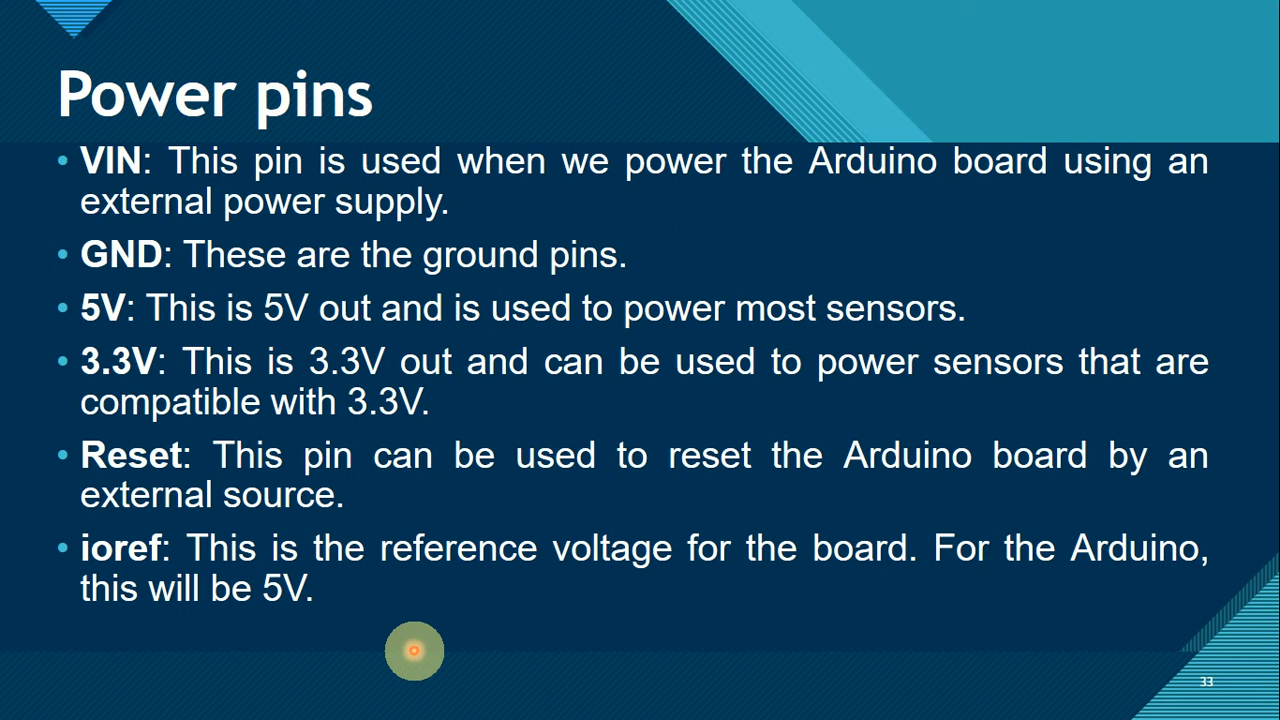 Power pins
• VIN: This pin is used when we power the Arduino board using an
external power supply.
• GND: These are the ground pins.
• 5V: This is 5V out and is used to power most sensors.
• 3.3V: This is 3.3V out and can be used to power sensors that are
compatible with 3.3V.
• Reset: This pin can be used to reset the Arduino board by an
external source.
• ioref: This is the reference voltage for the board. For the Arduino,
this will be 5V.
33